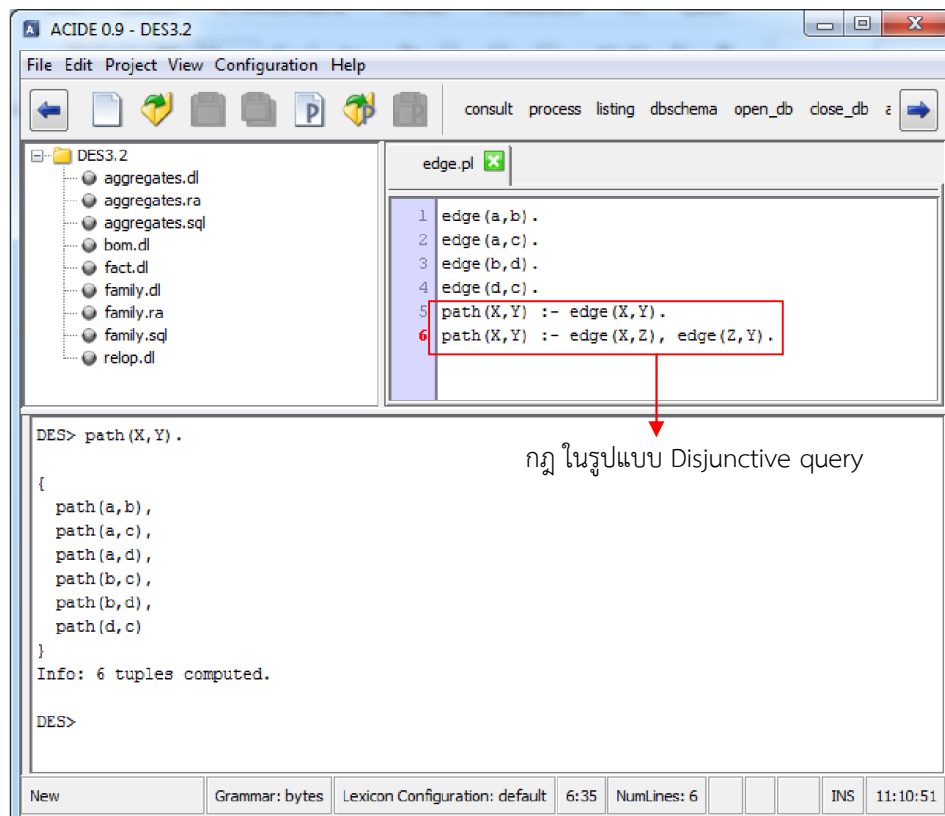 ACIDE 0.9 - DES3.2
File Edit Project View Configuration Help
consult process listing dbschema open_db close_db
DES3.2
aggregates.dl
aggregates.ra
aggregates.sql
bom.dl
fact.dl
family.dl
family.ra
family.sql
relop.dl
edge.pl
1 edge(a,b).
2 edge(a,c).
3 edge(b,d).
4 edge(d,c).
5 path(X,Y) :- edge(X,Y).
6 path(X,Y) :- edge(X,Z), edge(Z,Y).
กฎ ในรูปแบบ Disjunctive query
DES> path(X,Y).
{
path(a,b),
path(a,c),
path(a,d),
path(b,c),
path(b,d),
path(d,c)
}
Info: 6 tuples computed.
DES>
New Grammar: bytes Lexicon Configuration: default 6:35 NumLines: 6 INS 11:10:51